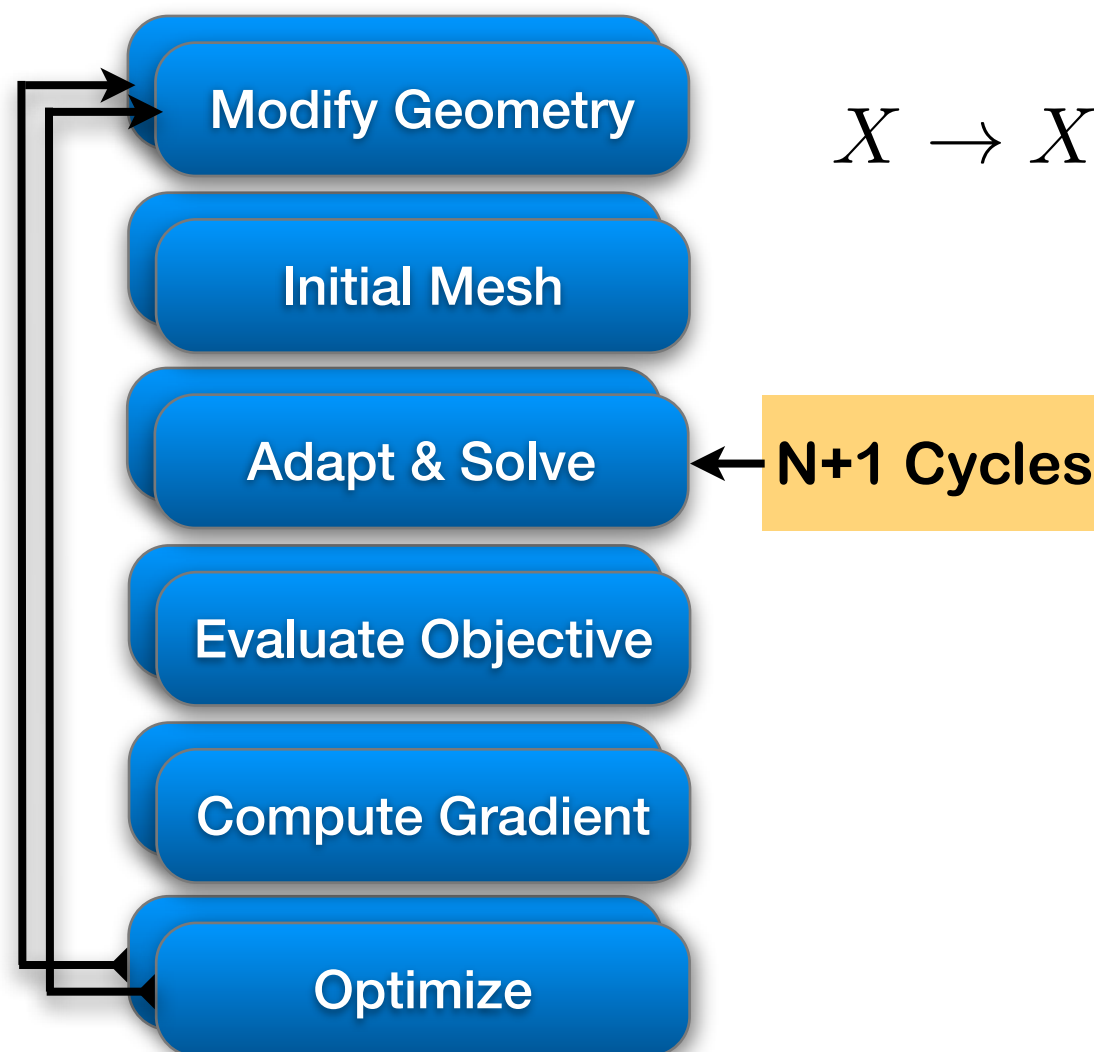 Modify Geometry
X → X
Initial Mesh
Adapt & Solve
N+1 Cycles
Evaluate Objective
Compute Gradient
Optimize